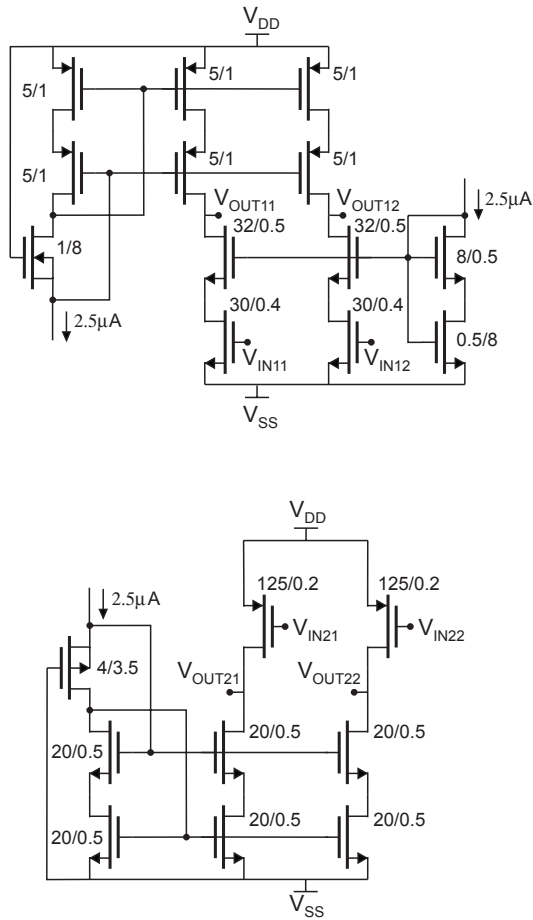 V_DD
5/1 5/1 5/1
5/1 5/1 5/1
V_OUT11 V_OUT12
32/0.5 32/0.5 2.5μA
1/8 8/0.5
2.5μA 30/0.4 30/0.4 0.5/8
V_IN11 V_IN12
V_SS
V_DD
125/0.2 125/0.2
2.5μA
V_IN21 V_IN22
4/3.5 V_OUT21 V_OUT22
20/0.5 20/0.5 20/0.5
20/0.5 20/0.5 20/0.5
V_SS